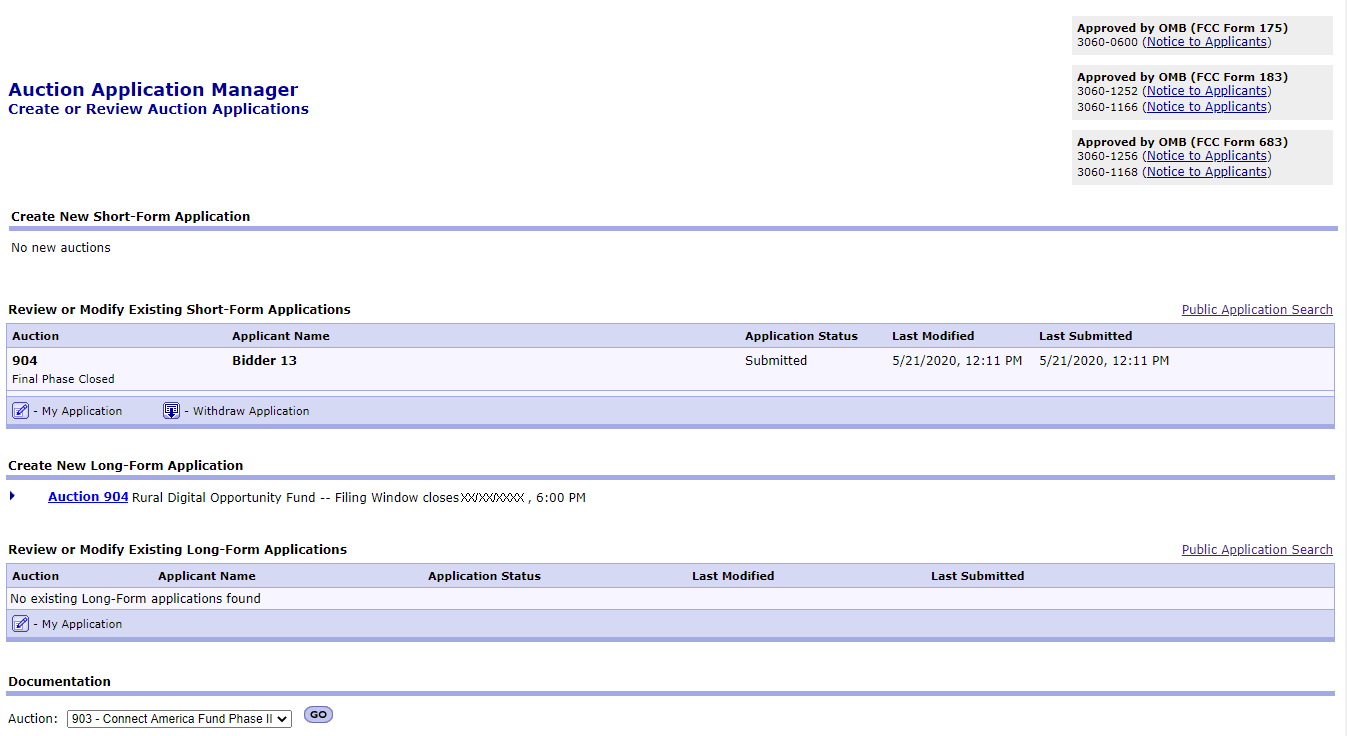 Approved by OMB (FCC Form 175)
3060-0600 (Notice to Applicants)
Approved by OMB (FCC Form 183)
3060-1252 (Notice to Applicants)
3060-1166 (Notice to Applicants)
Approved by OMB (FCC Form 683)
3060-1256 (Notice to Applicants)
3060-1168 (Notice to Applicants)
Auction Application Manager
Create or Review Auction Applications
Create New Short-Form Application
No new auctions
Review or Modify Existing Short-Form Applications Public Application Search
Auction Applicant Name Application Status Last Modified Last Submitted
904 Bidder 13 Submitted 5/21/2020, 12:11 PM 5/21/2020, 12:11 PM
Final Phase Closed
- My Application - Withdraw Application
Create New Long-Form Application
Auction 904 Rural Digital Opportunity Fund -- Filing Window closes XX/XX/XXXX , 6:00 PM
Review or Modify Existing Long-Form Applications Public Application Search
Auction Applicant Name Application Status Last Modified Last Submitted
No existing Long-Form applications found
- My Application
Documentation
Auction: 903 - Connect America Fund Phase II GO